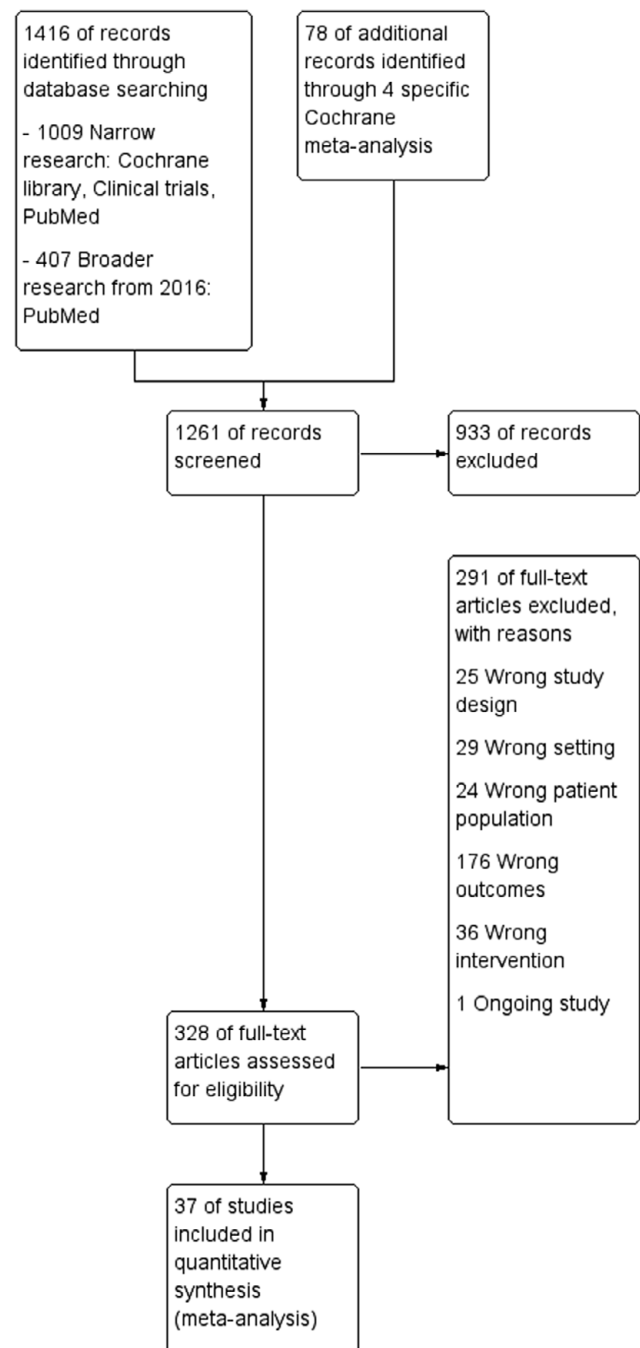 1416 of records
identified through
database searching
- 1009 Narrow
research: Cochrane
library, Clinical trials,
PubMed
- 407 Broader
research from 2016:
PubMed
78 of additional
records identified
through 4 specific
Cochrane
meta-analysis
1261 of records
screened
933 of records
excluded
291 of full-text
articles excluded,
with reasons
25 Wrong study
design
29 Wrong setting
24 Wrong patient
population
176 Wrong
outcomes
36 Wrong
intervention
1 Ongoing study
328 of full-text
articles assessed
for eligibility
37 of studies
included in
quantitative
synthesis
(meta-analysis)